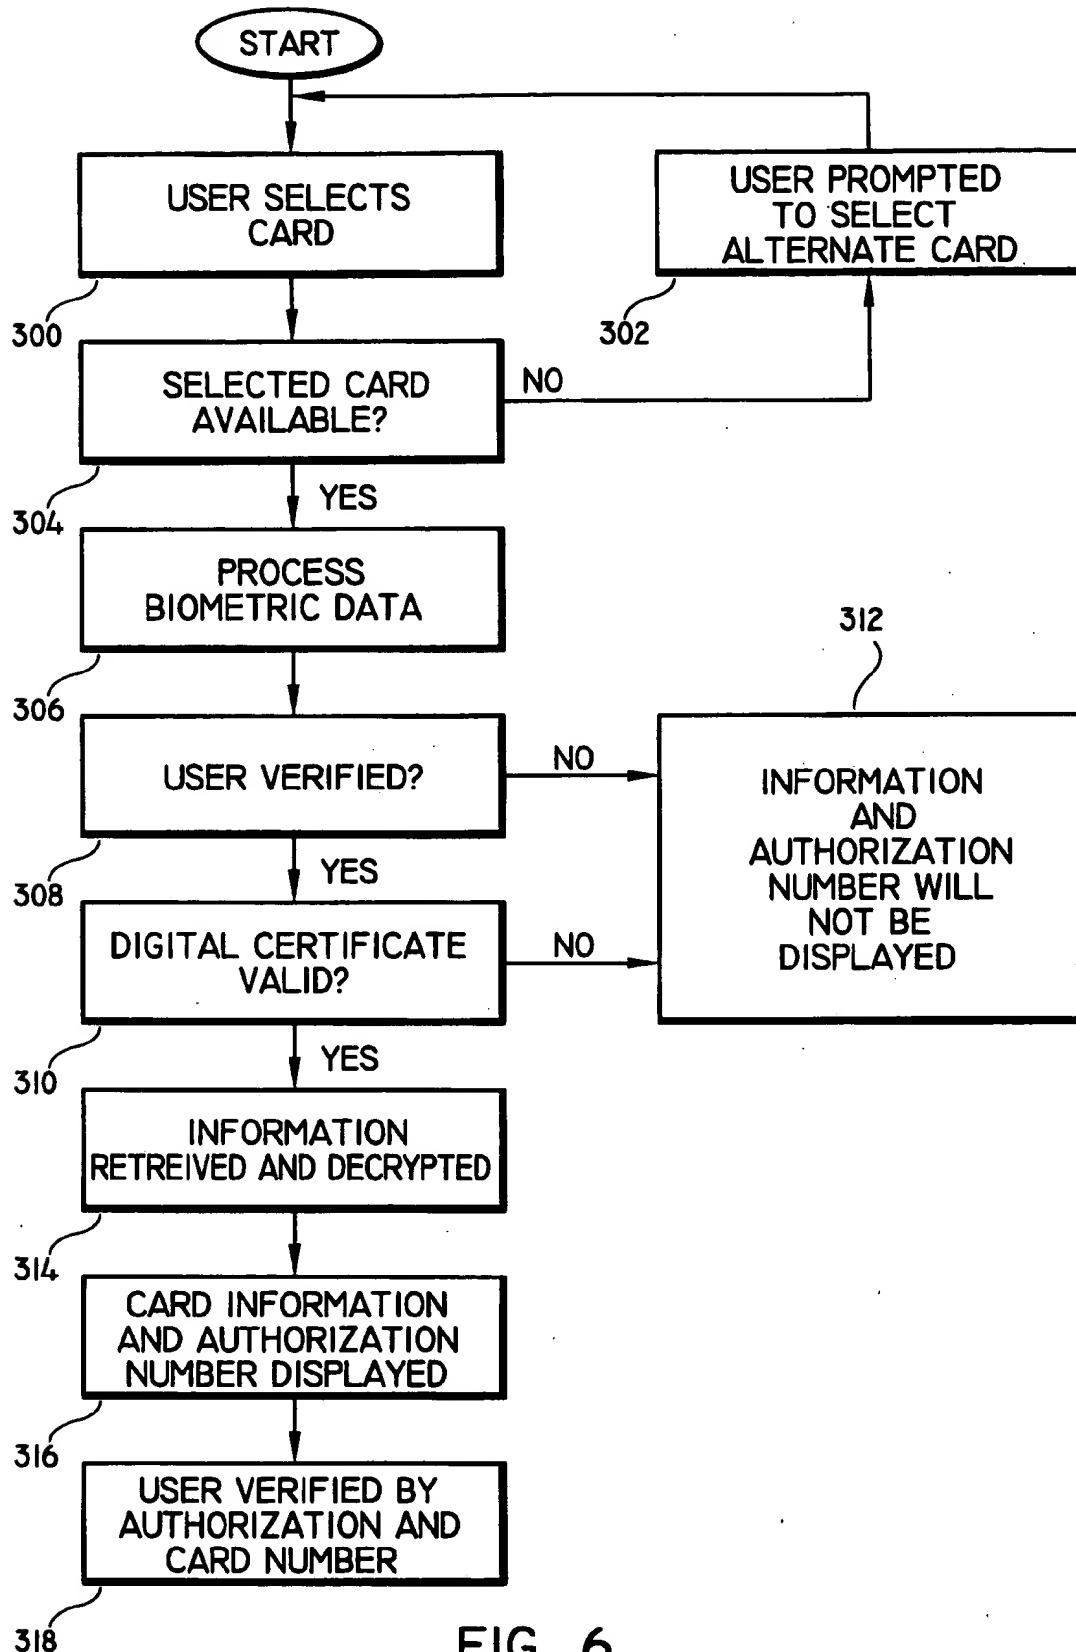 START
USER SELECTS
CARD
300
USER PROMPTED
TO SELECT
ALTERNATE CARD
302
SELECTED CARD
AVAILABLE?
NO
304
YES
PROCESS
BIOMETRIC DATA
306
312
USER VERIFIED?
NO
308
YES
INFORMATION
AND
AUTHORIZATION
NUMBER WILL
NOT BE
DISPLAYED
DIGITAL CERTIFICATE
VALID?
NO
310
YES
INFORMATION
RETREIVED AND DECRYPTED
314
CARD INFORMATION
AND AUTHORIZATION
NUMBER DISPLAYED
316
USER VERIFIED BY
AUTHORIZATION AND
CARD NUMBER
318
FIG. 6